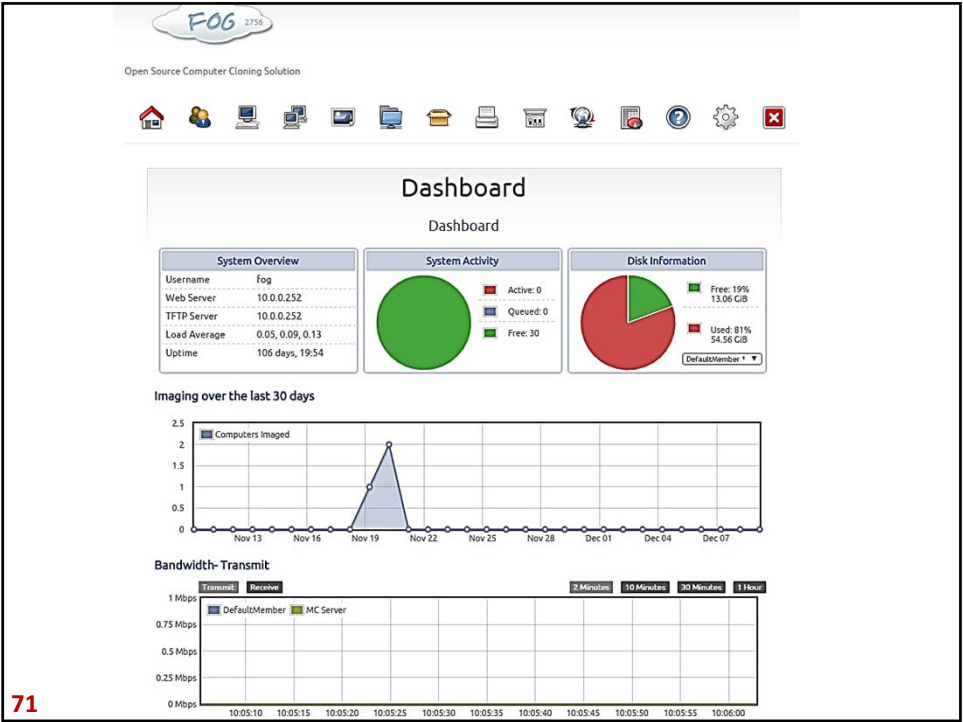 FOG 2756
Open Source Computer Cloning Solution
Dashboard
Dashboard
System Overview
Username fog
Web Server 10.0.0.252
TFTP Server 10.0.0.252
Load Average 0.05, 0.09, 0.13
Uptime 106 days, 19:54
System Activity
Active: 0
Queued: 0
Free: 30
Disk Information
Free: 19%
13.06 GiB
Used: 81%
54.56 GiB
DefaultMember * ▼
Imaging over the last 30 days
Computers Imaged
2.5
2
1.5
1
0.5
0
Nov 13 Nov 16 Nov 19 Nov 22 Nov 25 Nov 28 Dec 01 Dec 04 Dec 07
Bandwidth- Transmit
Transmit Receive 2 Minutes 10 Minutes 30 Minutes 1 Hour
DefaultMember MC Server
1 Mbps
0.75 Mbps
0.5 Mbps
0.25 Mbps
0 Mbps
10:05:10 10:05:15 10:05:20 10:05:25 10:05:30 10:05:35 10:05:40 10:05:45 10:05:50 10:05:55 10:06:00
71